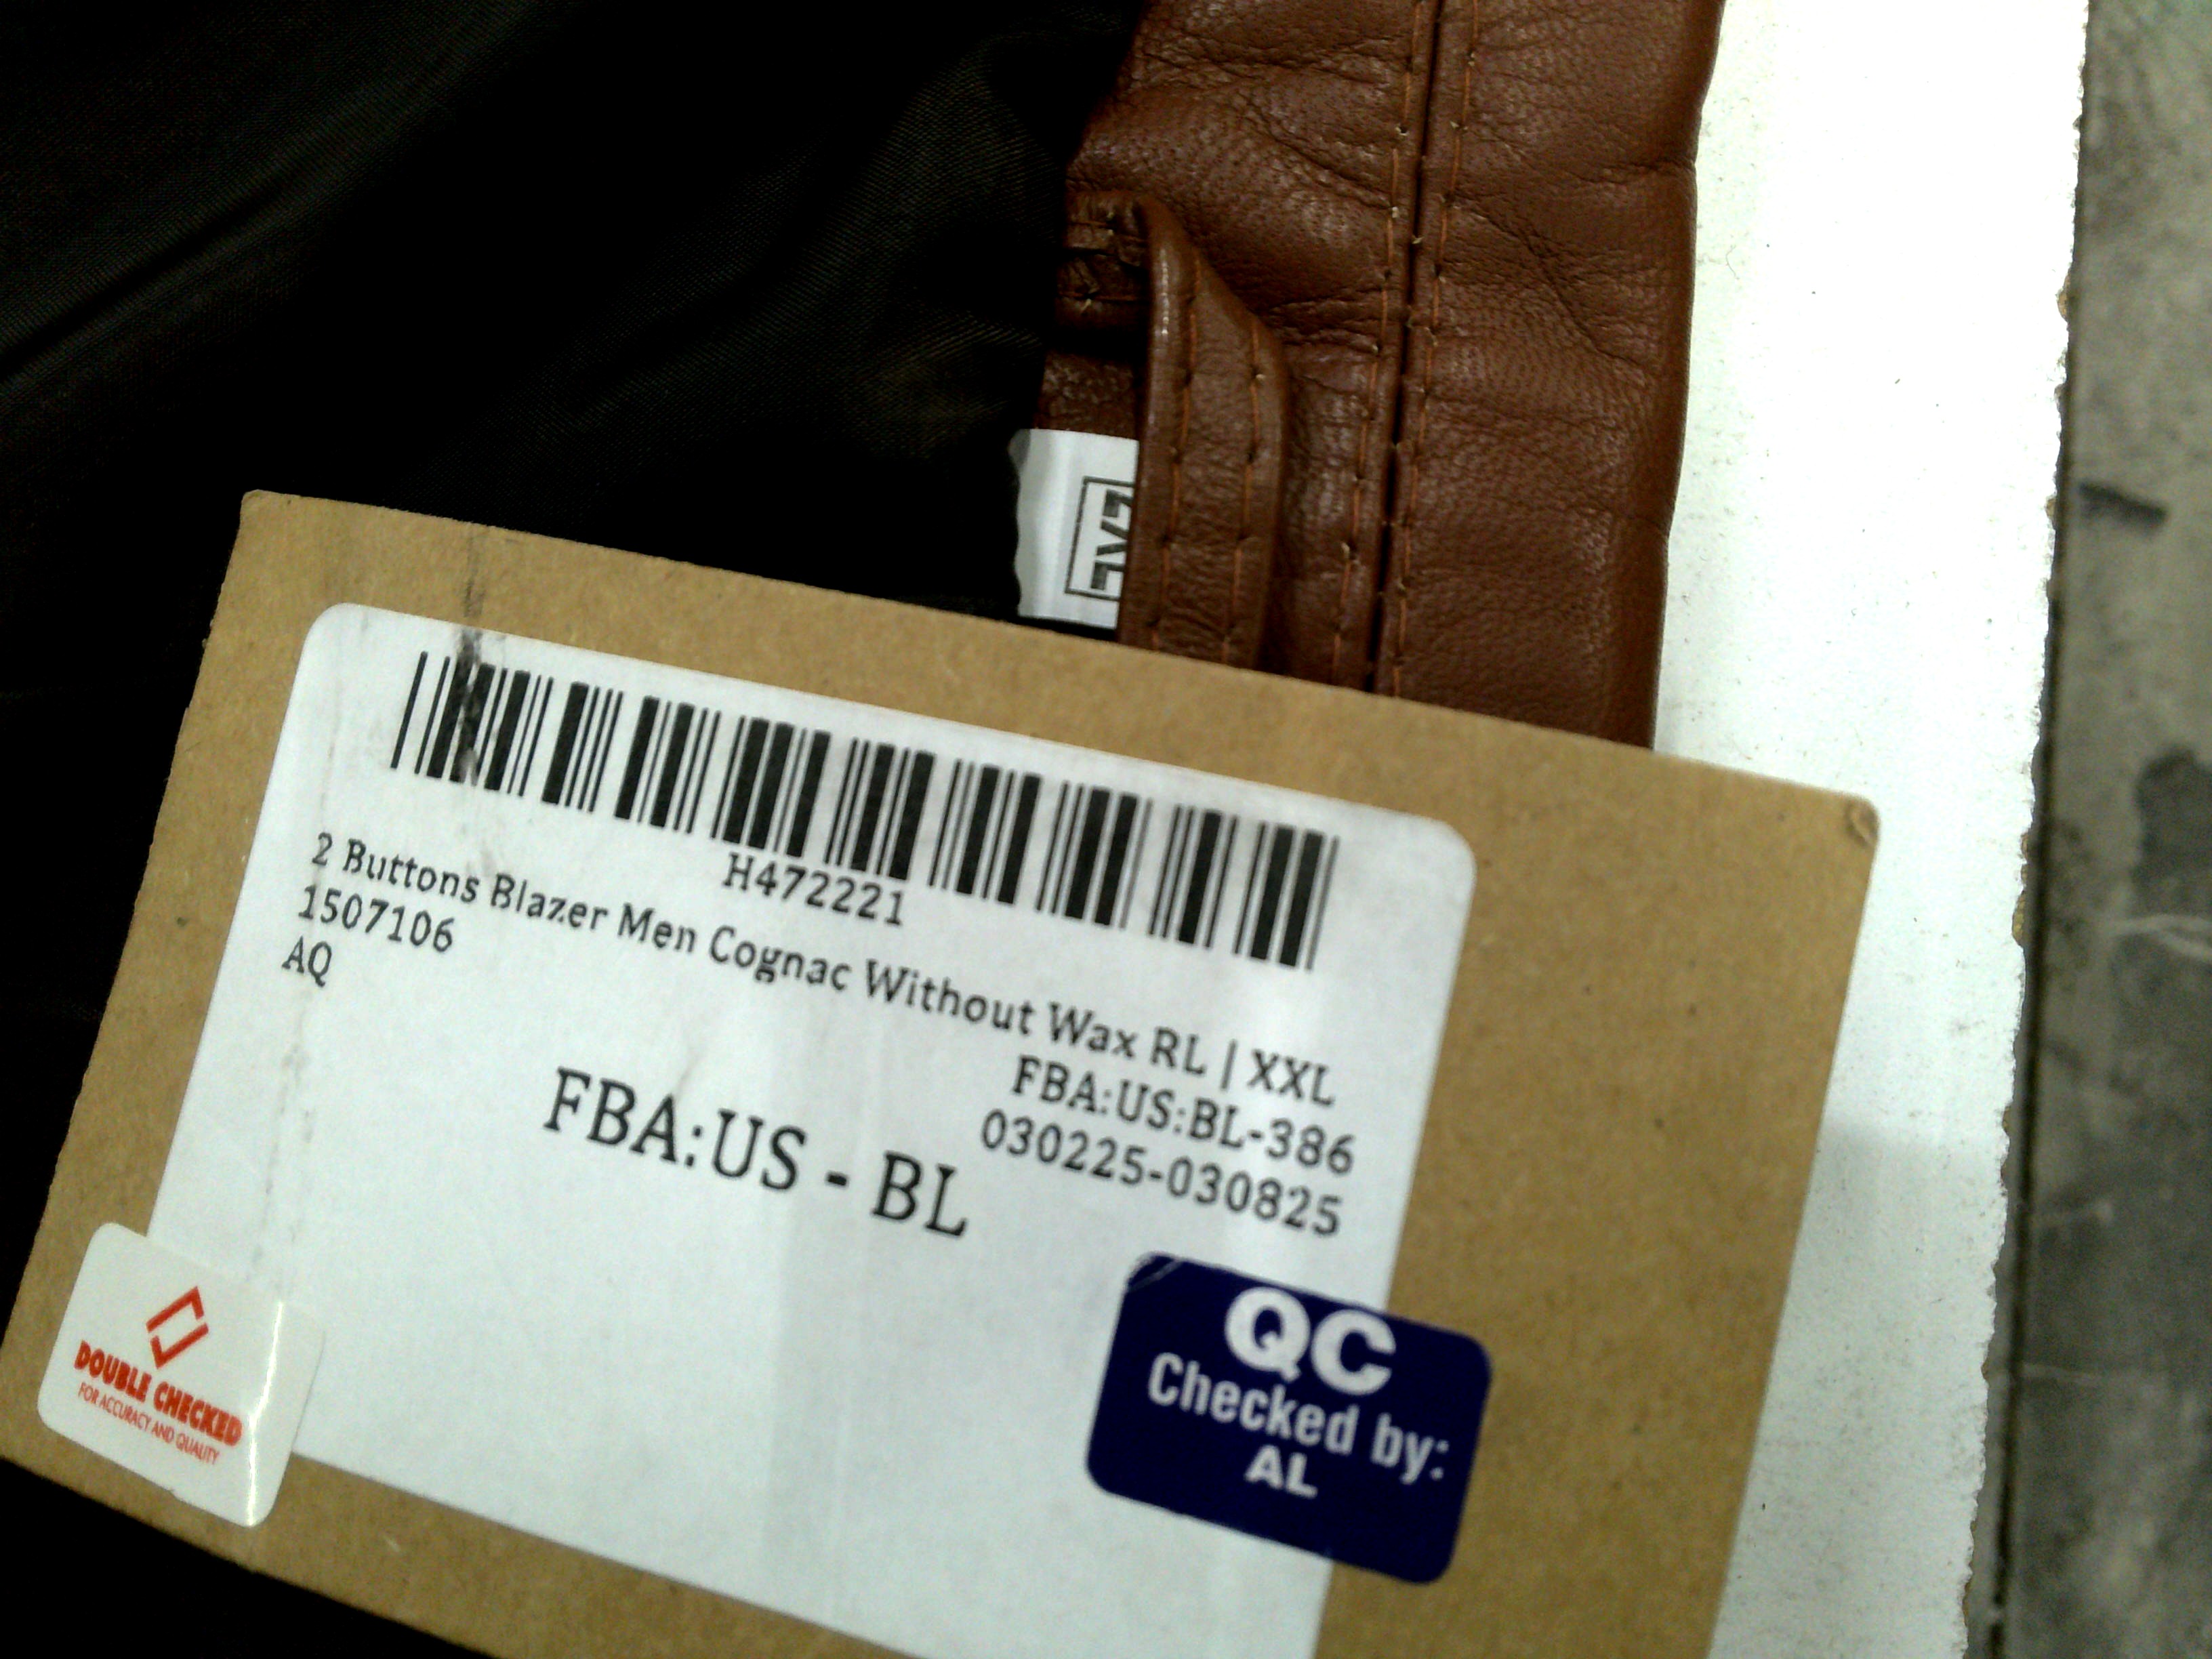 H472221
2 Buttons Blazer Men Cognac Without Wax RL | XXL
1507106
FBA:US:BL-386
AQ
030225-030825
FBA:US - BL
DOUBLE CHECKED
FOR ACCURACY AND QUALITY
QC
Checked by:
AL